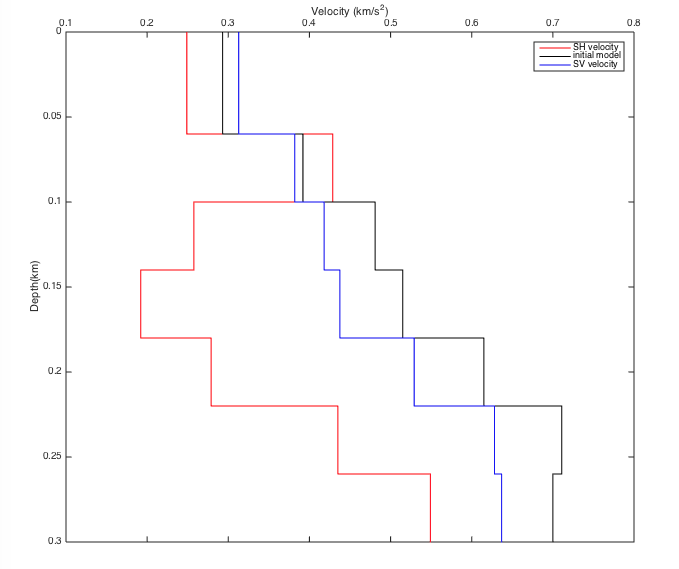 Velocity (km/s²)
0.1 0.2 0.3 0.4 0.5 0.6 0.7 0.8
0
0.05
0.1
0.15
0.2
0.25
0.3
Depth(km)
SH velocity
initial model
SV velocity